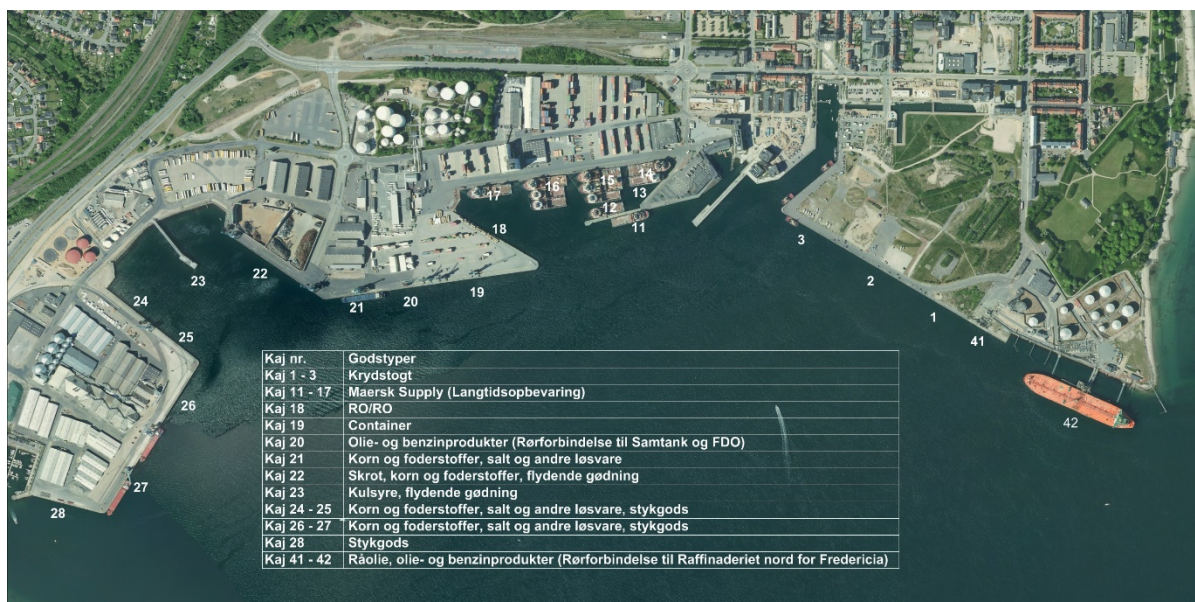 17
16
15
14
13
12
11
18
3
23
22
2
19
20
21
24
1
25
41
Kaj nr. Godstyper
Kaj 1 - 3 Krydstogt
Kaj 11 - 17 Maersk Supply (Langtidsopbevaring)
Kaj 18 RO/RO
Kaj 19 Container
Kaj 20 Olie- og benzinprodukter (Rørforbindelse til Samtank og FDO)
Kaj 21 Korn og foderstoffer, salt og andre løsvare
Kaj 22 Skrot, korn og foderstoffer, flydende gødning
Kaj 23 Kulsyre, flydende gødning
Kaj 24 - 25 Korn og foderstoffer, salt og andre løsvare, stykgods
Kaj 26 - 27 Korn og foderstoffer, salt og andre løsvare, stykgods
Kaj 28 Stykgods
Kaj 41 - 42 Råolie, olie- og benzinprodukter (Rørforbindelse til Raffinaderiet nord for Fredericia)
26
42
27
28